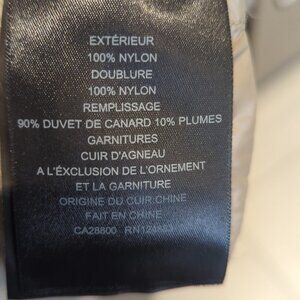 EXTÉRIEUR
100% NYLON
DOUBLURE
100% NYLON
REMPLISSAGE
90% DUVET DE CANARD 10% PLUMES
GARNITURES
CUIR D'AGNEAU
A L'ÉXCLUSION DE L'ORNEMENT
ET LA GARNITURE
ORIGINE DU CUIR:CHINE
FAIT EN CHINE
CA28800